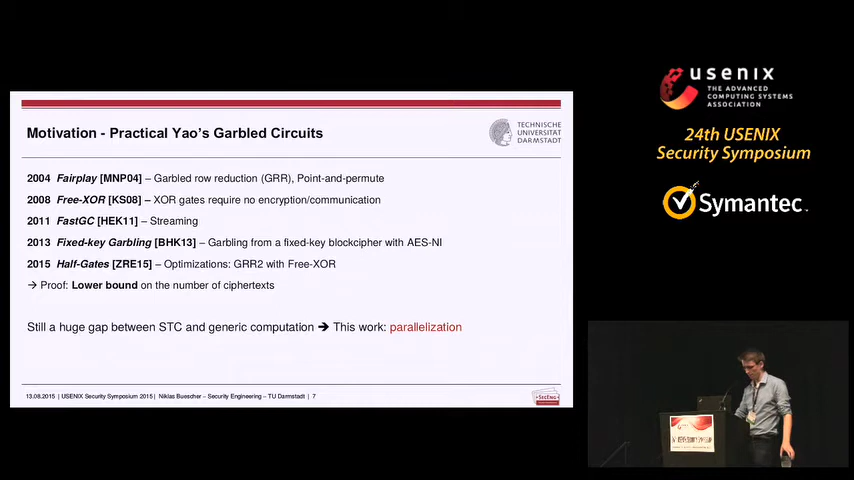 Motivation - Practical Yao's Garbled Circuits
TECHNISCHE
UNIVERSITÄT
DARMSTADT
2004 Fairplay [MNP04] – Garbled row reduction (GRR), Point-and-permute
2008 Free-XOR [KS08] – XOR gates require no encryption/communication
2011 FastGC [HEK11] – Streaming
2013 Fixed-key Garbling [BHK13] – Garbling from a fixed-key blockcipher with AES-NI
2015 Half-Gates [ZRE15] – Optimizations: GRR2 with Free-XOR
→ Proof: Lower bound on the number of ciphertexts
Still a huge gap between STC and generic computation → This work: parallelization
13.08.2015 | USENIX Security Symposium 2015 | Niklas Buescher – Security Engineering – TU Darmstadt | 7
SECENG
usenix
THE ADVANCED
COMPUTING SYSTEMS
ASSOCIATION
24th USENIX
Security Symposium
Symantec.